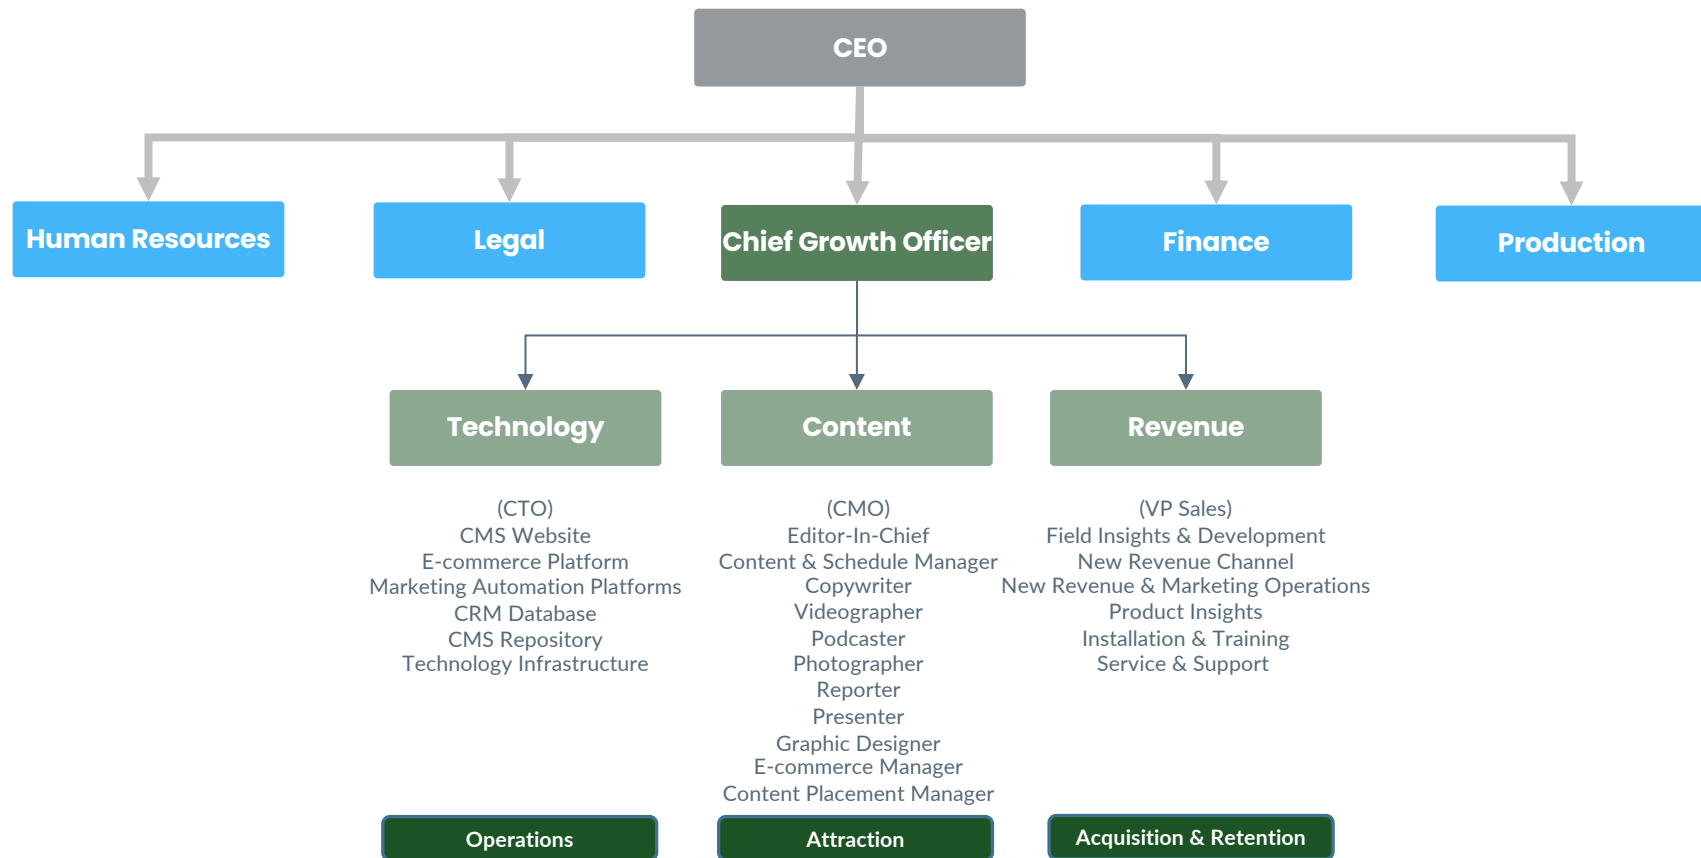 CEO
Human Resources
Legal
Chief Growth Officer
Finance
Production
Technology
(CTO)
CMS Website
E-commerce Platform
Marketing Automation Platforms
CRM Database
CMS Repository
Technology Infrastructure
Operations
Content
(CMO)
Editor-In-Chief
Content & Schedule Manager
Copywriter
Videographer
Podcaster
Photographer
Reporter
Presenter
Graphic Designer
E-commerce Manager
Content Placement Manager
Attraction
Revenue
(VP Sales)
Field Insights & Development
New Revenue Channel
New Revenue & Marketing Operations
Product Insights
Installation & Training
Service & Support
Acquisition & Retention